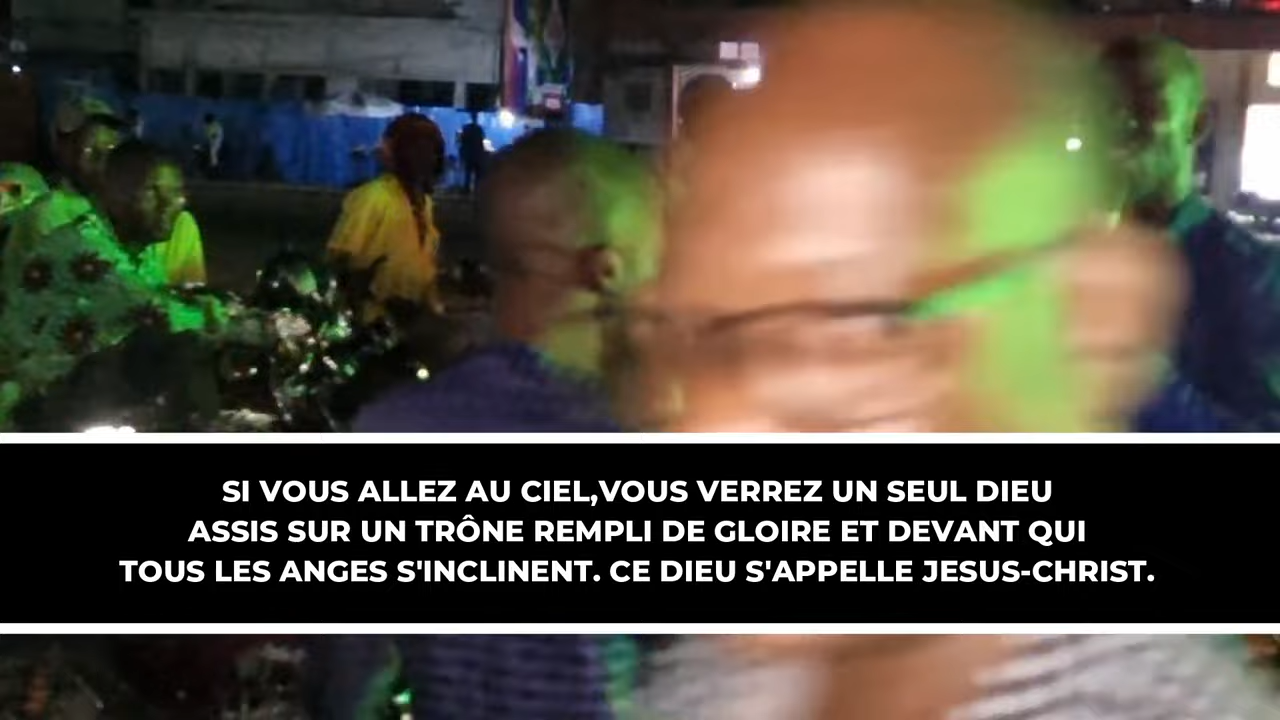 SI VOUS ALLEZ AU CIEL,VOUS VERREZ UN SEUL DIEU
ASSIS SUR UN TRÔNE REMPLI DE GLOIRE ET DEVANT QUI
TOUS LES ANGES S'INCLINENT. CE DIEU S'APPELLE JESUS-CHRIST.